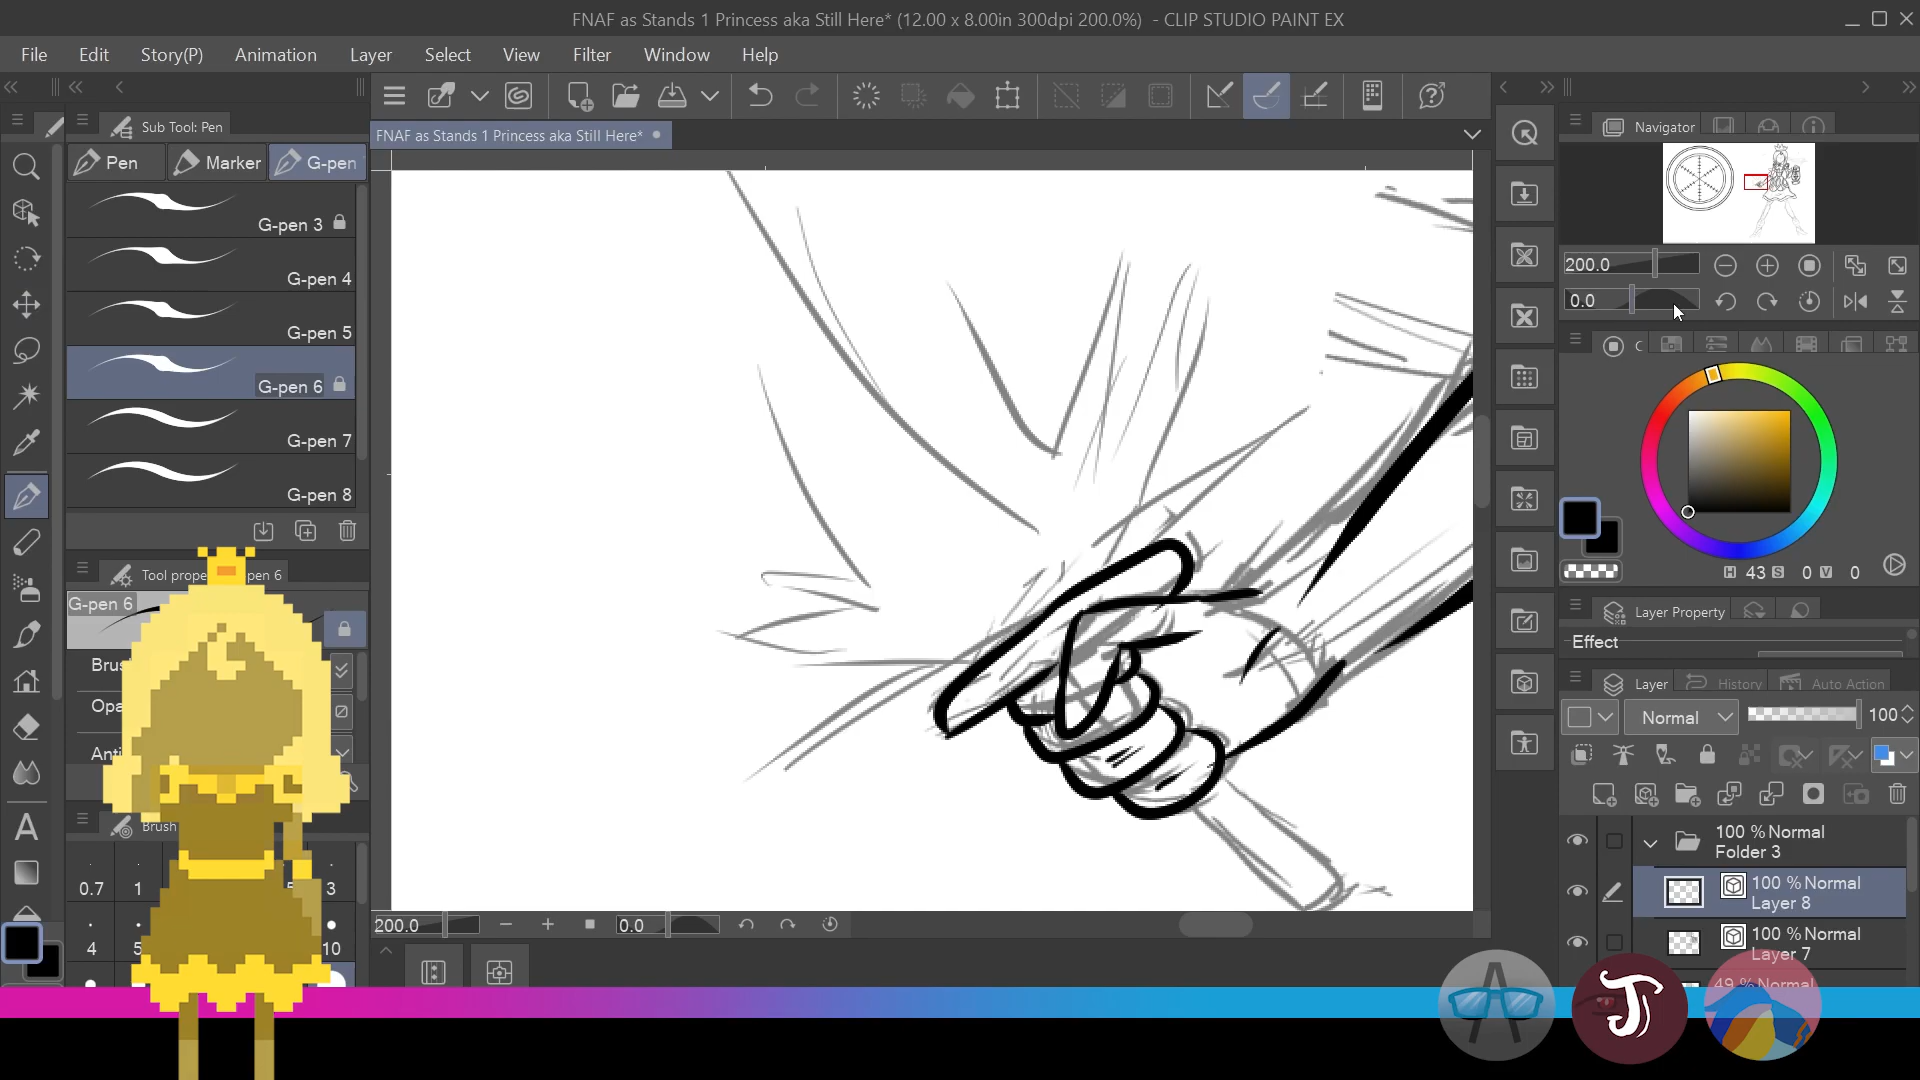 FNAF as Stands 1 Princess aka Still Here* (12.00 x 8.00in 300dpi 200.0%) - CLIP STUDIO PAINT EX
File Edit Story(P) Animation Layer Select View Filter Window Help
Sub Tool: Pen
FNAF as Stands 1 Princess aka Still Here*
Navigator
Pen Marker G-pen
G-pen 3
G-pen 4
G-pen 5
G-pen 6
G-pen 7
G-pen 8
200.0
0.0
C
H 43 S 0 V 0
Tool prope pen 6
G-pen 6
Layer Property
Effect
Layer History Auto Action
Normal 100
Brus
Opa
Anti
Brush
0.7 1 5 3
4 5 10
A
100 % Normal
Folder 3
100 % Normal
Layer 8
100 % Normal
Layer 7
49 % Normal
200.0 0.0
J